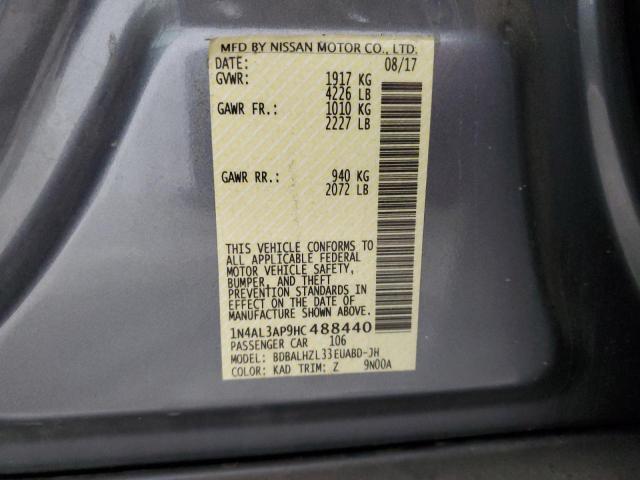 MFD BY NISSAN MOTOR CO., LTD.
DATE: 08/17
GVWR: 1917 KG
4226 LB
GAWR FR.: 1010 KG
2227 LB
GAWR RR.: 940 KG
2072 LB
THIS VEHICLE CONFORMS TO
ALL APPLICABLE FEDERAL
MOTOR VEHICLE SAFETY,
BUMPER, AND THEFT
PREVENTION STANDARDS IN
EFFECT ON THE DATE OF
MANUFACTURE SHOWN ABOVE.
1N4AL3AP9HC488440
PASSENGER CAR 106
MODEL: BDBALHZL33EUABD-JH
COLOR: KAD TRIM: Z 9N00A